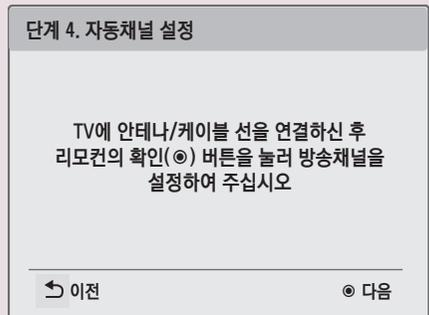 단계 4. 자동채널 설정
TV에 안테나/케이블 선을 연결하신 후
리모컨의 확인(◉) 버튼을 눌러 방송채널을
설정하여 주십시오
이전
◉ 다음